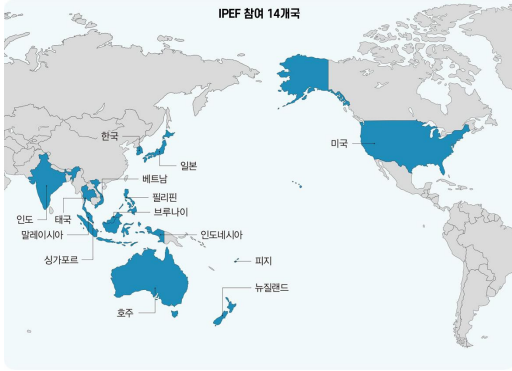 IPEF 참여 14개국
한국
일본
미국
베트남
필리핀
브루나이
인도
태국
말레이시아
인도네시아
싱가포르
피지
뉴질랜드
호주